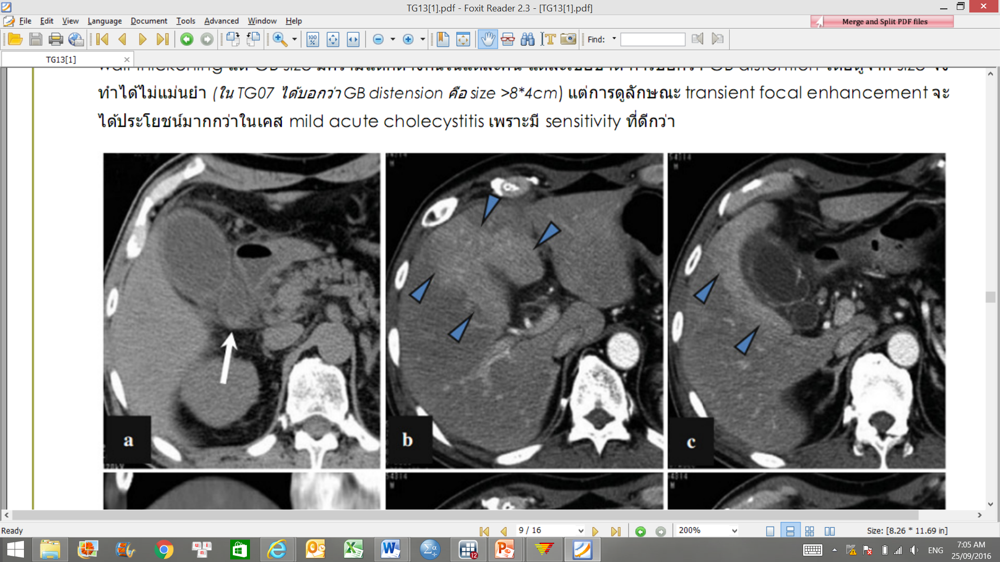 TG13[1].pdf - Foxit Reader 2.3 - [TG13[1].pdf]
File Edit View Language Document Tools Advanced Window Help
Merge and Split PDF files
Find:
TG13[1]
ทำได้ไม่แม่นยำ (ใน TG07 ได้บอกว่า GB distension คือ size >8*4cm) แต่การดูลักษณะ transient focal enhancement จะ
ได้ประโยชน์มากกว่าในเคส mild acute cholecystitis เพราะมี sensitivity ที่ดีกว่า
54314
M
a
b
c
54314
M
54314
M
Ready
9 / 16
200%
Size: [8.26 * 11.69 in]
ENG
7:05 AM
25/09/2016